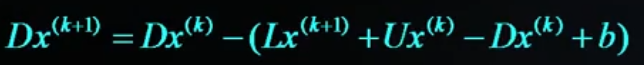 Dx^{(k+1)} = Dx^{(k)} - (Lx^{(k+1)} + Ux^{(k)} - Dx^{(k)} + b)